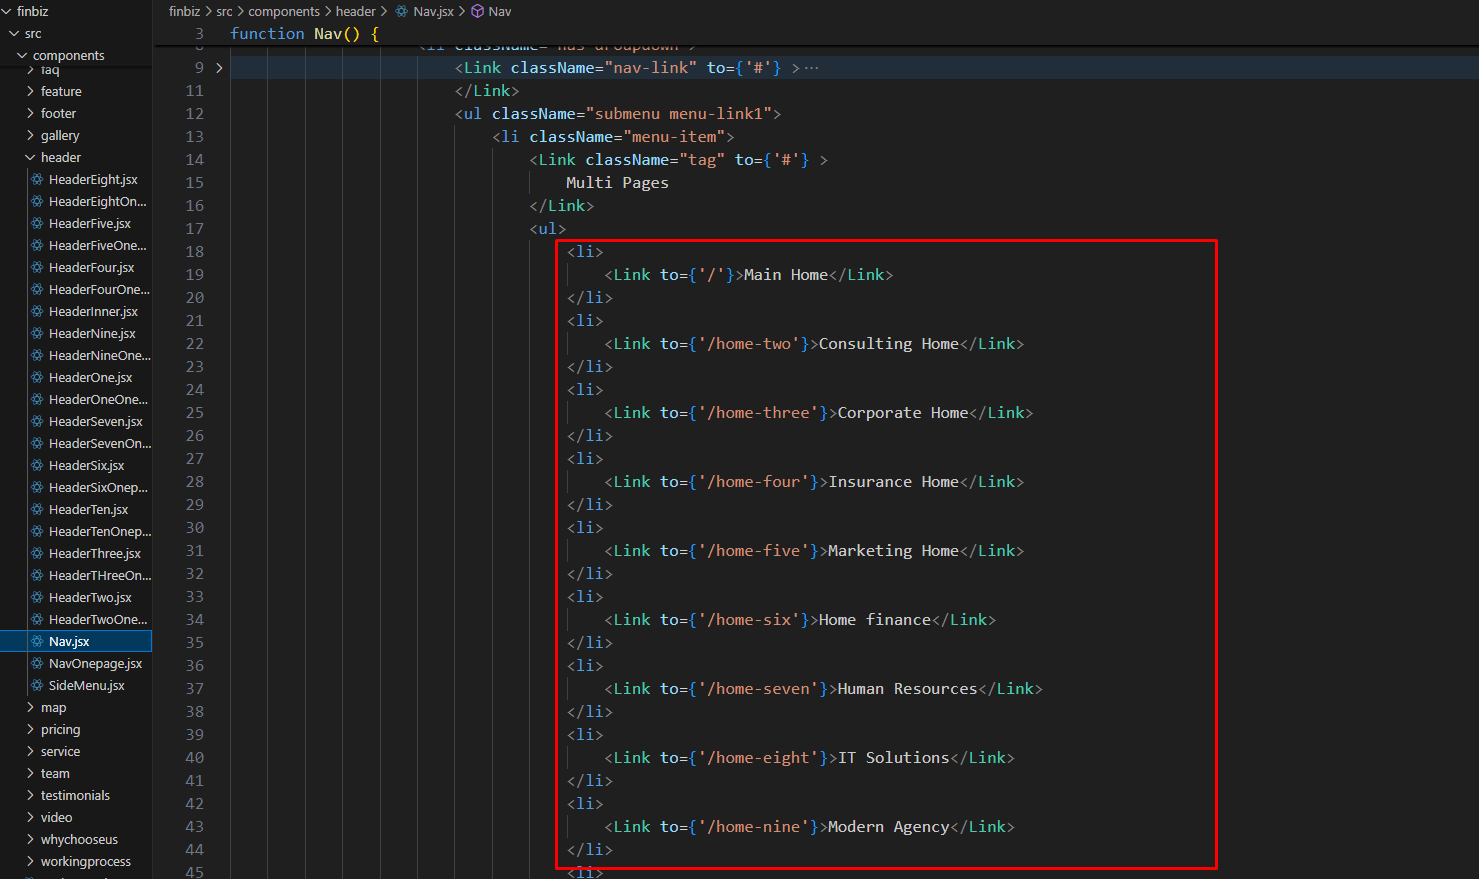 finbiz
src
components
faq
feature
footer
gallery
header
HeaderEight.jsx
HeaderEightOn...
HeaderFive.jsx
HeaderFiveOne...
HeaderFour.jsx
HeaderFourOne...
HeaderInner.jsx
HeaderNine.jsx
HeaderNineOne...
HeaderOne.jsx
HeaderOneOne...
HeaderSeven.jsx
HeaderSevenOn...
HeaderSix.jsx
HeaderSixOnep...
HeaderTen.jsx
HeaderTenOnep...
HeaderThree.jsx
HeaderTHreeOn...
HeaderTwo.jsx
HeaderTwoOne...
Nav.jsx
NavOnepage.jsx
SideMenu.jsx
map
pricing
service
team
testimonials
video
whychooseus
workingprocess
finbiz > src > components > header > Nav.jsx > Nav
3 function Nav() {
8 <li className="has-dropdown">
9 <Link className="nav-link" to={'#'} >···
11 </Link>
12 <ul className="submenu menu-link1">
13 <li className="menu-item">
14 <Link className="tag" to={'#'} >
15 Multi Pages
16 </Link>
17 <ul>
18 <li>
19 <Link to={'/'}>Main Home</Link>
20 </li>
21 <li>
22 <Link to={'/home-two'}>Consulting Home</Link>
23 </li>
24 <li>
25 <Link to={'/home-three'}>Corporate Home</Link>
26 </li>
27 <li>
28 <Link to={'/home-four'}>Insurance Home</Link>
29 </li>
30 <li>
31 <Link to={'/home-five'}>Marketing Home</Link>
32 </li>
33 <li>
34 <Link to={'/home-six'}>Home finance</Link>
35 </li>
36 <li>
37 <Link to={'/home-seven'}>Human Resources</Link>
38 </li>
39 <li>
40 <Link to={'/home-eight'}>IT Solutions</Link>
41 </li>
42 <li>
43 <Link to={'/home-nine'}>Modern Agency</Link>
44 </li>
45 <li>